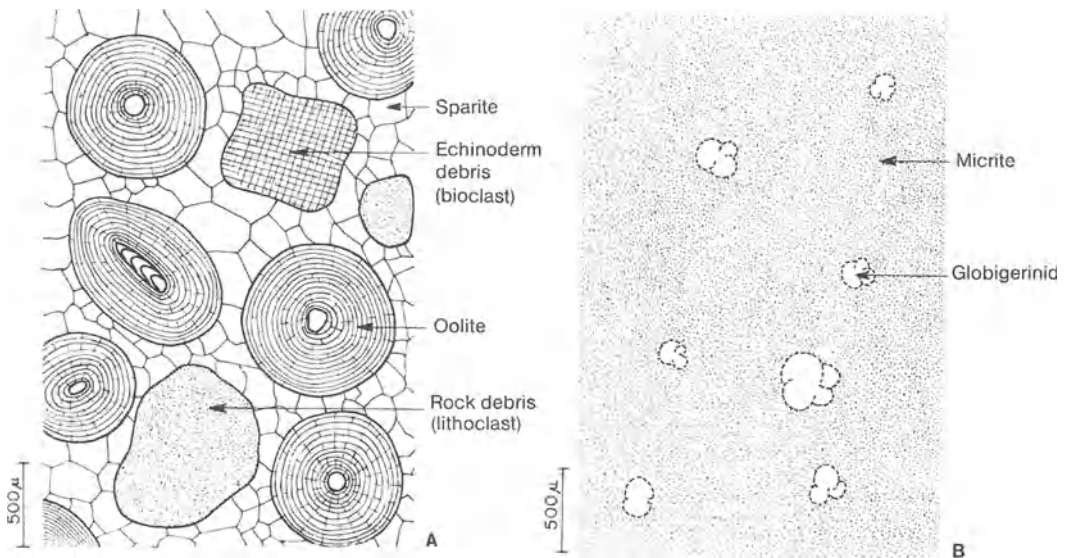 Sparite
Echinoderm
debris
(bioclast)
Oolite
Rock debris
(lithoclast)
500μ
A
Micrite
Globigerinid
500μ
B